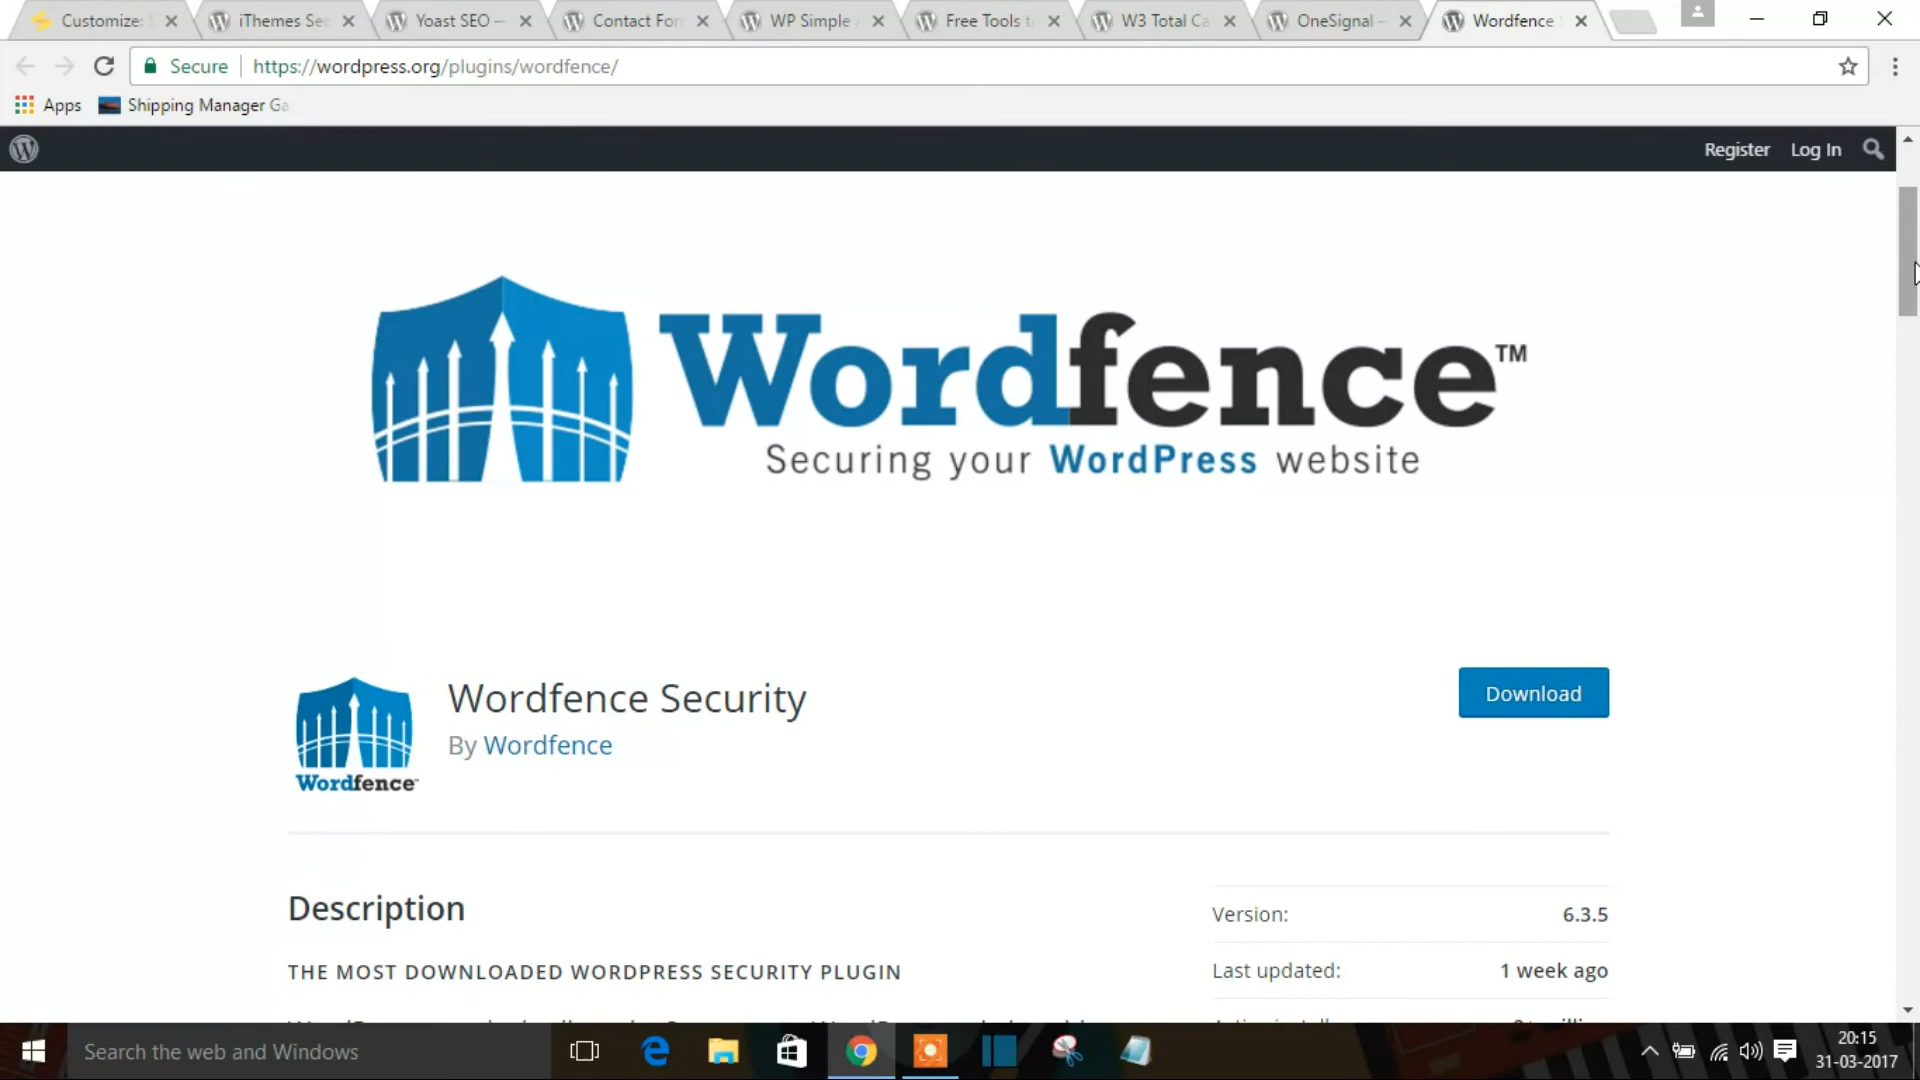 Customize:
iThemes Sec
Yoast SEO –
Contact For
WP Simple
Free Tools t
W3 Total Ca
OneSignal –
Wordfence
Secure
https://wordpress.org/plugins/wordfence/
Apps
Shipping Manager Ga
Register
Log In
Wordfence™
Securing your WordPress website
Wordfence
Wordfence Security
By Wordfence
Download
Description
Version: 6.3.5
THE MOST DOWNLOADED WORDPRESS SECURITY PLUGIN
Last updated: 1 week ago
Search the web and Windows
20:15
31-03-2017